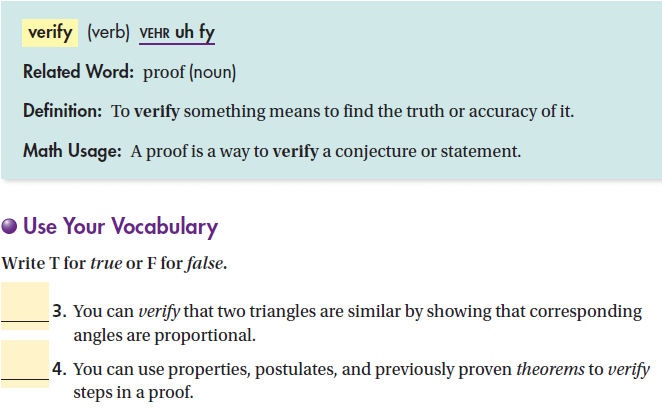 verify (verb) VEHR uh fy
Related Word: proof (noun)
Definition: To verify something means to find the truth or accuracy of it.
Math Usage: A proof is a way to verify a conjecture or statement.
Use Your Vocabulary
Write T for true or F for false.
3. You can verify that two triangles are similar by showing that corresponding
angles are proportional.
4. You can use properties, postulates, and previously proven theorems to verify
steps in a proof.